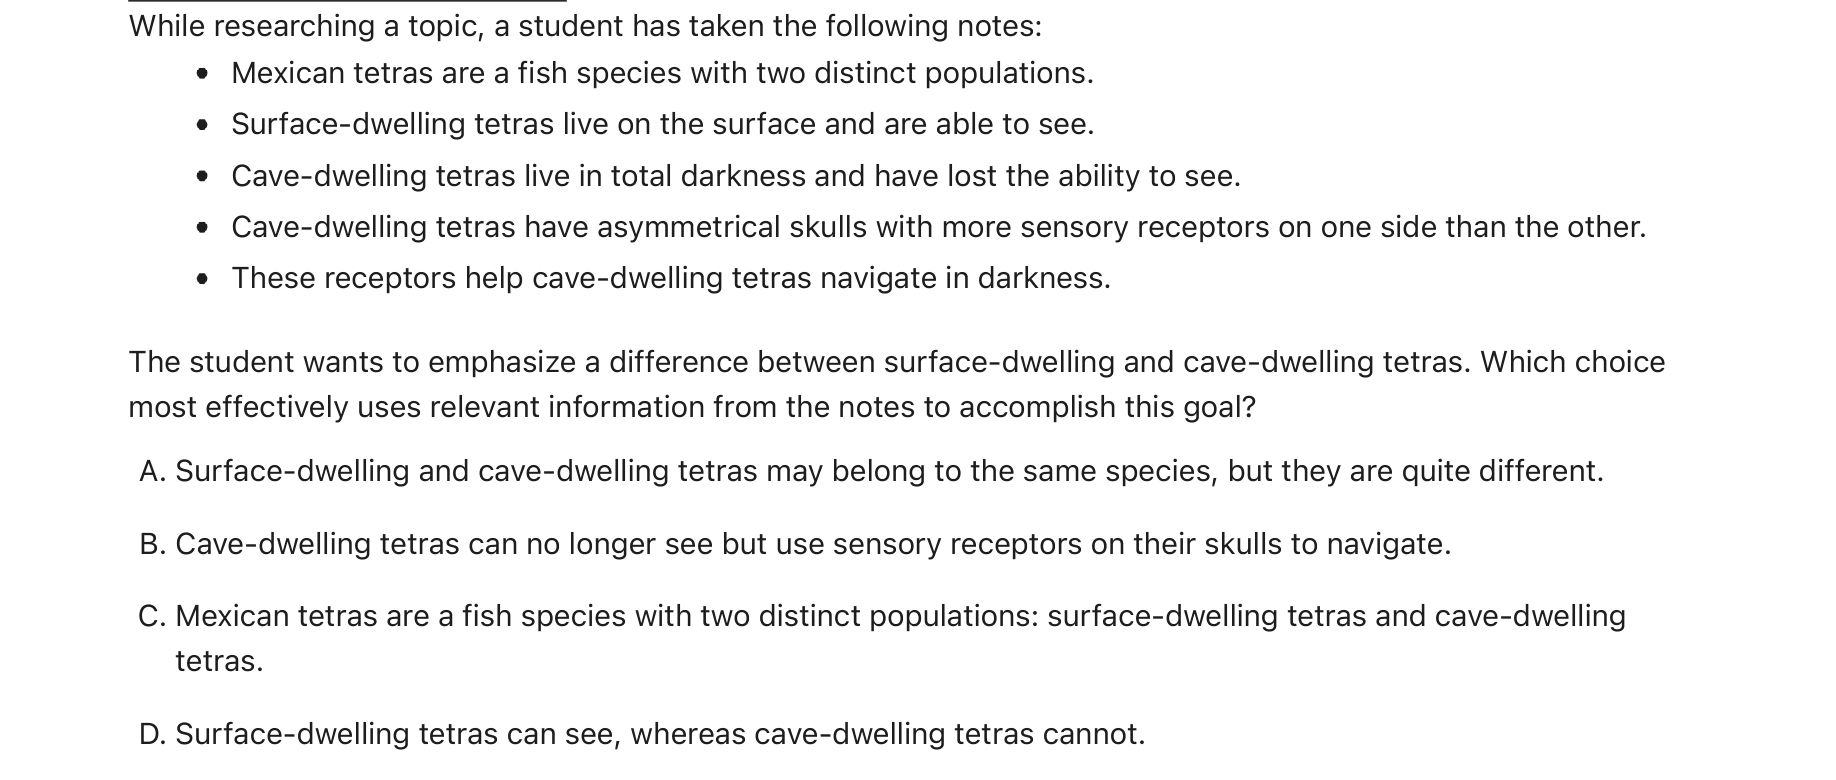 While researching a topic, a student has taken the following notes:
• Mexican tetras are a fish species with two distinct populations.
• Surface-dwelling tetras live on the surface and are able to see.
• Cave-dwelling tetras live in total darkness and have lost the ability to see.
• Cave-dwelling tetras have asymmetrical skulls with more sensory receptors on one side than the other.
• These receptors help cave-dwelling tetras navigate in darkness.
The student wants to emphasize a difference between surface-dwelling and cave-dwelling tetras. Which choice
most effectively uses relevant information from the notes to accomplish this goal?
A. Surface-dwelling and cave-dwelling tetras may belong to the same species, but they are quite different.
B. Cave-dwelling tetras can no longer see but use sensory receptors on their skulls to navigate.
C. Mexican tetras are a fish species with two distinct populations: surface-dwelling tetras and cave-dwelling
tetras.
D. Surface-dwelling tetras can see, whereas cave-dwelling tetras cannot.